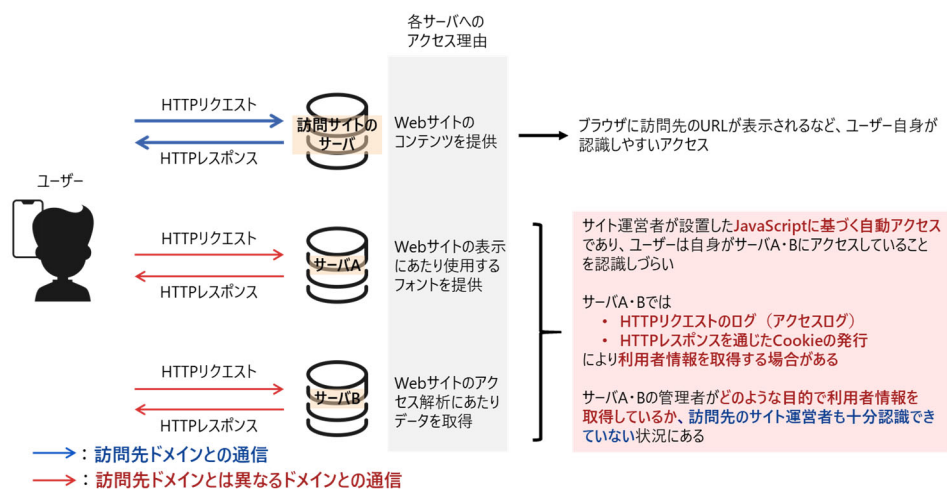 各サーバへの
アクセス理由
HTTPリクエスト
HTTPレスポンス
訪問サイトの
サーバ
Webサイトの
コンテンツを提供
ブラウザに訪問先のURLが表示されるなど、ユーザー自身が
認識しやすいアクセス
ユーザー
HTTPリクエスト
HTTPレスポンス
サーバA
Webサイトの表示
にあたり使用する
フォントを提供
サイト運営者が設置したJavaScriptに基づく自動アクセス
であり、ユーザーは自身がサーバA・Bにアクセスしていること
を認識しづらい
サーバA・Bでは
• HTTPリクエストのログ（アクセスログ）
• HTTPレスポンスを通じたCookieの発行
により利用者情報を取得する場合がある
HTTPリクエスト
HTTPレスポンス
サーバB
Webサイトのアク
セス解析にあたり
データを取得
サーバA・Bの管理者がどのような目的で利用者情報を
取得しているか、訪問先のサイト運営者も十分認識でき
ていない状況にある
：訪問先ドメインとの通信
：訪問先ドメインとは異なるドメインとの通信